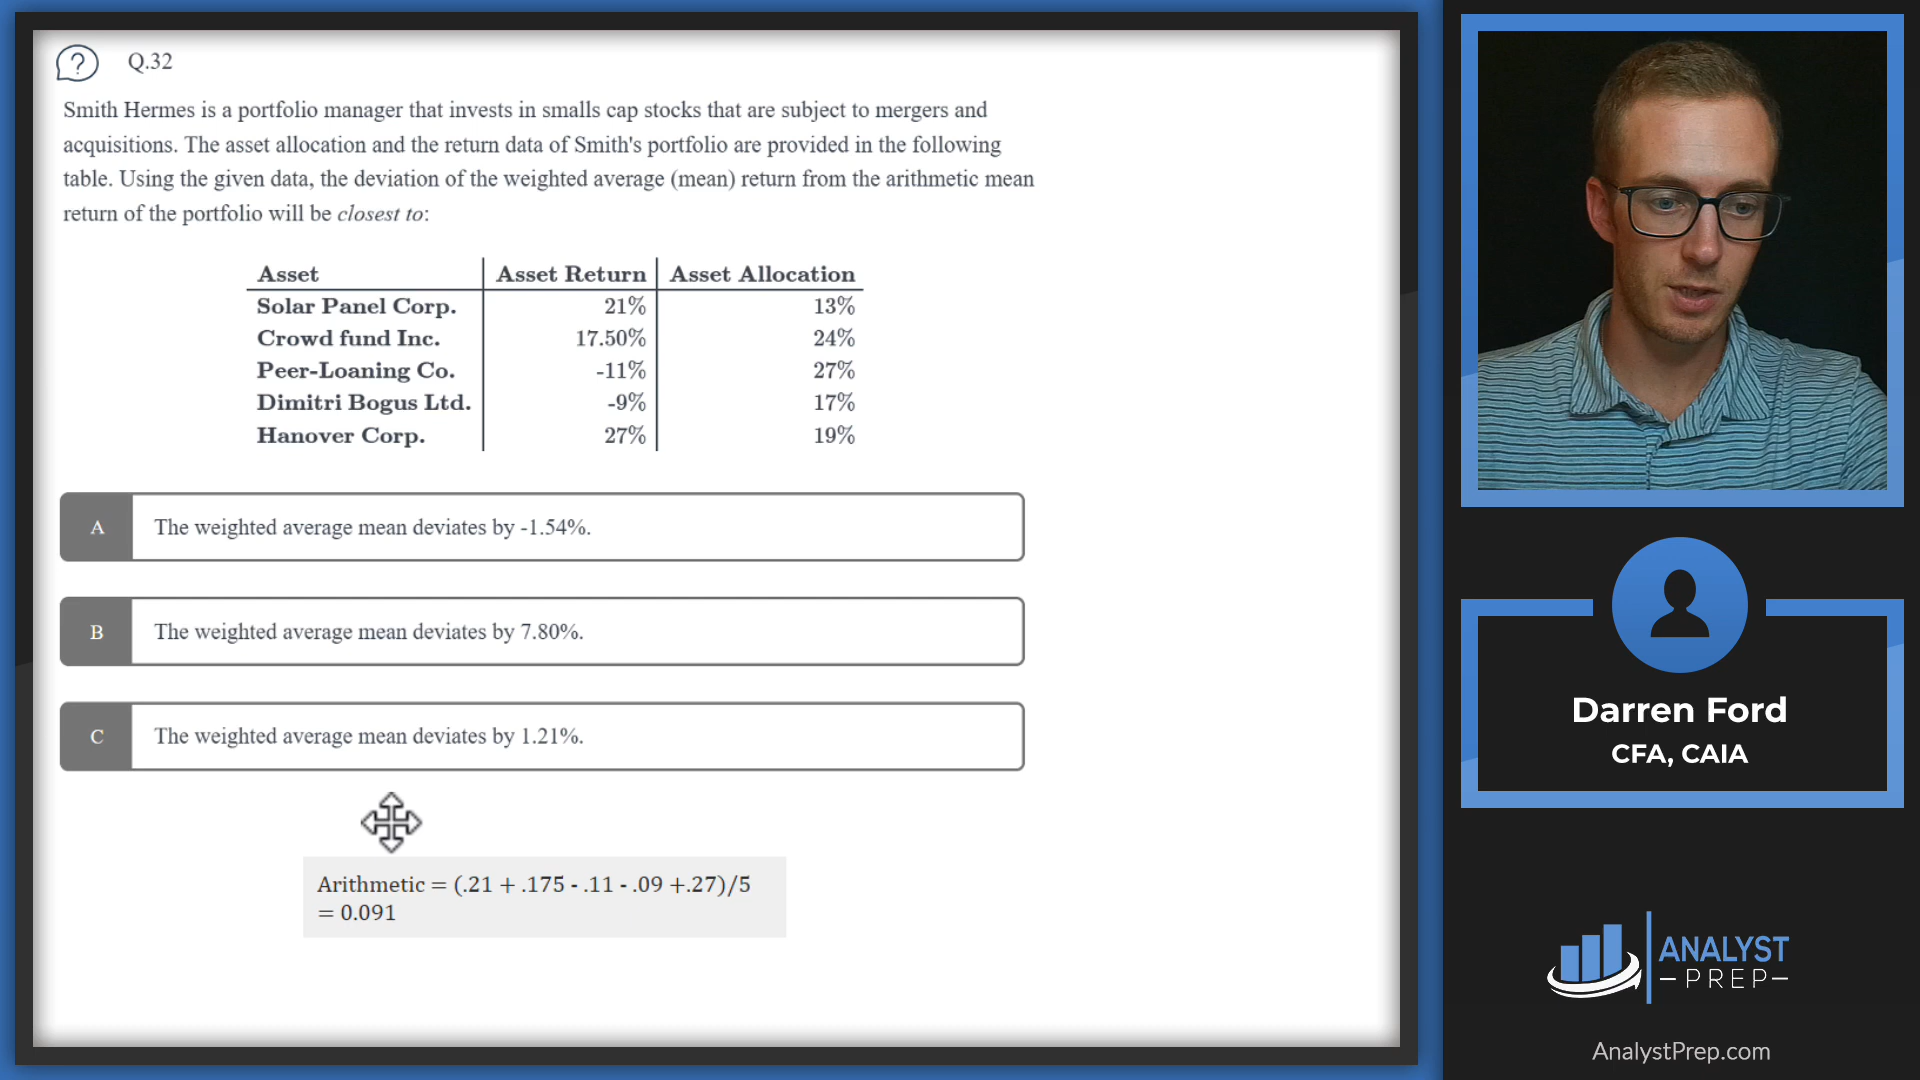 Q.32
Smith Hermes is a portfolio manager that invests in smalls cap stocks that are subject to mergers and
acquisitions. The asset allocation and the return data of Smith's portfolio are provided in the following
table. Using the given data, the deviation of the weighted average (mean) return from the arithmetic mean
return of the portfolio will be closest to:
Asset Asset Return Asset Allocation
Solar Panel Corp. 21% 13%
Crowd fund Inc. 17.50% 24%
Peer-Loaning Co. -11% 27%
Dimitri Bogus Ltd. -9% 17%
Hanover Corp. 27% 19%
A The weighted average mean deviates by -1.54%.
B The weighted average mean deviates by 7.80%.
C The weighted average mean deviates by 1.21%.
Arithmetic = (.21 + .175 - .11 - .09 +.27)/5
= 0.091
Darren Ford
CFA, CAIA
ANALYST
PREP
AnalystPrep.com